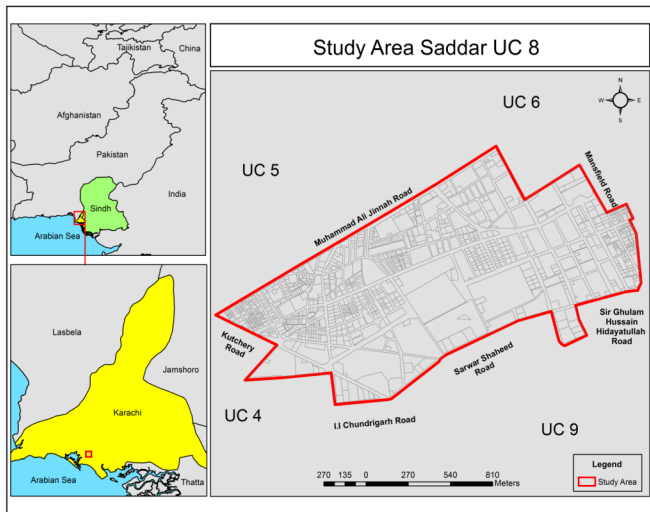 Study Area Saddar UC 8
Tajikistan
China
Afghanistan
Pakistan
India
Sindh
Arabian Sea
Lasbela
Jamshoro
Karachi
Arabian Sea
Thatta
N
W E
S
UC 6
UC 5
Mansfield Road
Muhammad Ali Jinnah Road
Kutchery
Road
Sir Ghulam
Hussain
Hidayatullah
Road
Sarwar Shaheed
Road
UC 4
I.I Chundrigarh Road
UC 9
270 135 0 270 540 810
Meters
Legend
Study Area